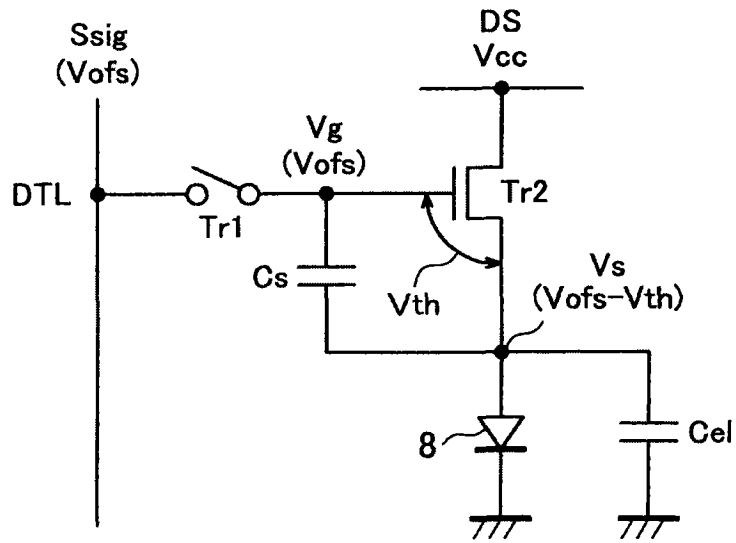 Ssig
(Vofs)
DS
Vcc
Vg
(Vofs)
DTL
Tr1
Tr2
Cs
Vth
Vs
(Vofs-Vth)
8
Cel